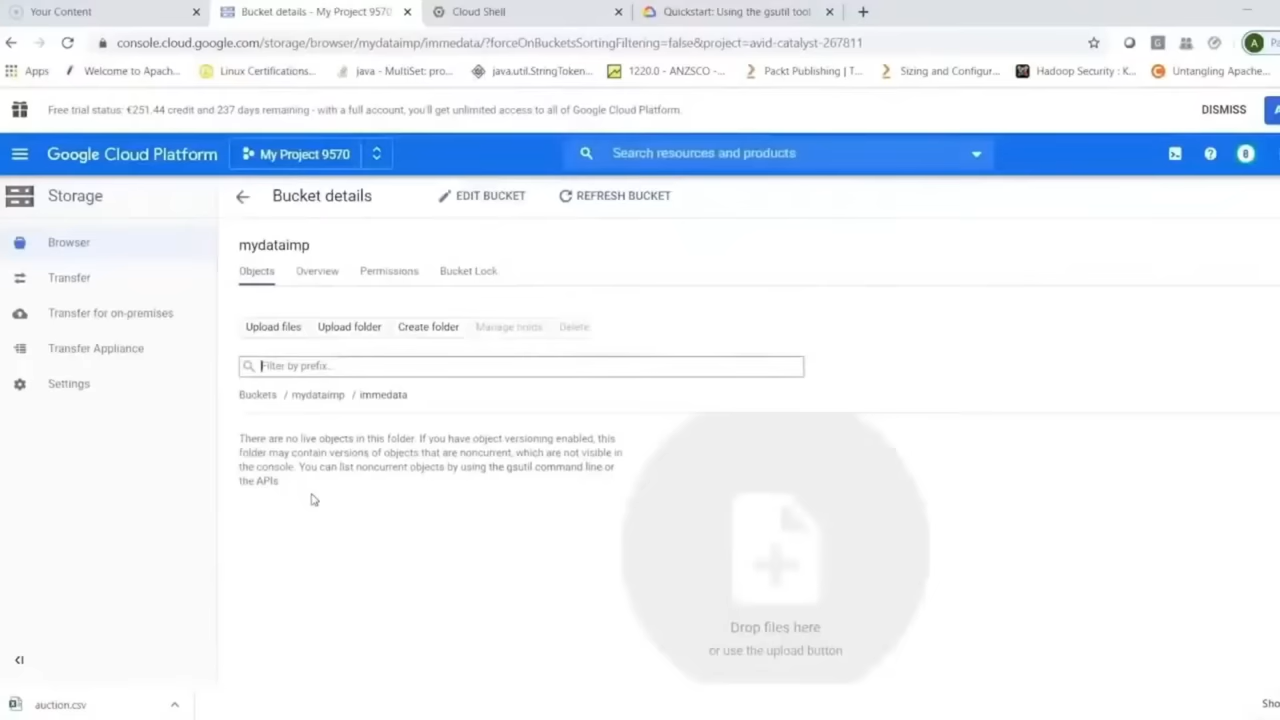 Your Content
Bucket details - My Project 9570
Cloud Shell
Quickstart: Using the gsutil tool
console.cloud.google.com/storage/browser/mydataimp/immedata/?forceOnBucketsSortingFiltering=false&project=avid-catalyst-267811
A
Apps
Welcome to Apach...
Linux Certifications...
java - MultiSet: pro...
java.util.StringToken...
1220.0 - ANZSCO -...
Packt Publishing | T...
Sizing and Configur...
Hadoop Security : K...
Untangling Apache...
Free trial status: €251.44 credit and 237 days remaining - with a full account, you'll get unlimited access to all of Google Cloud Platform.
DISMISS
Google Cloud Platform
My Project 9570
Search resources and products
8
Storage
Bucket details
EDIT BUCKET
REFRESH BUCKET
Browser
Transfer
Transfer for on-premises
Transfer Appliance
Settings
mydataimp
Objects
Overview
Permissions
Bucket Lock
Upload files
Upload folder
Create folder
Manage holds
Delete
Filter by prefix...
Buckets / mydataimp / immedata
There are no live objects in this folder. If you have object versioning enabled, this
folder may contain versions of objects that are noncurrent, which are not visible in
the console. You can list noncurrent objects by using the gsutil command line or
the APIs
Drop files here
or use the upload button
auction.csv